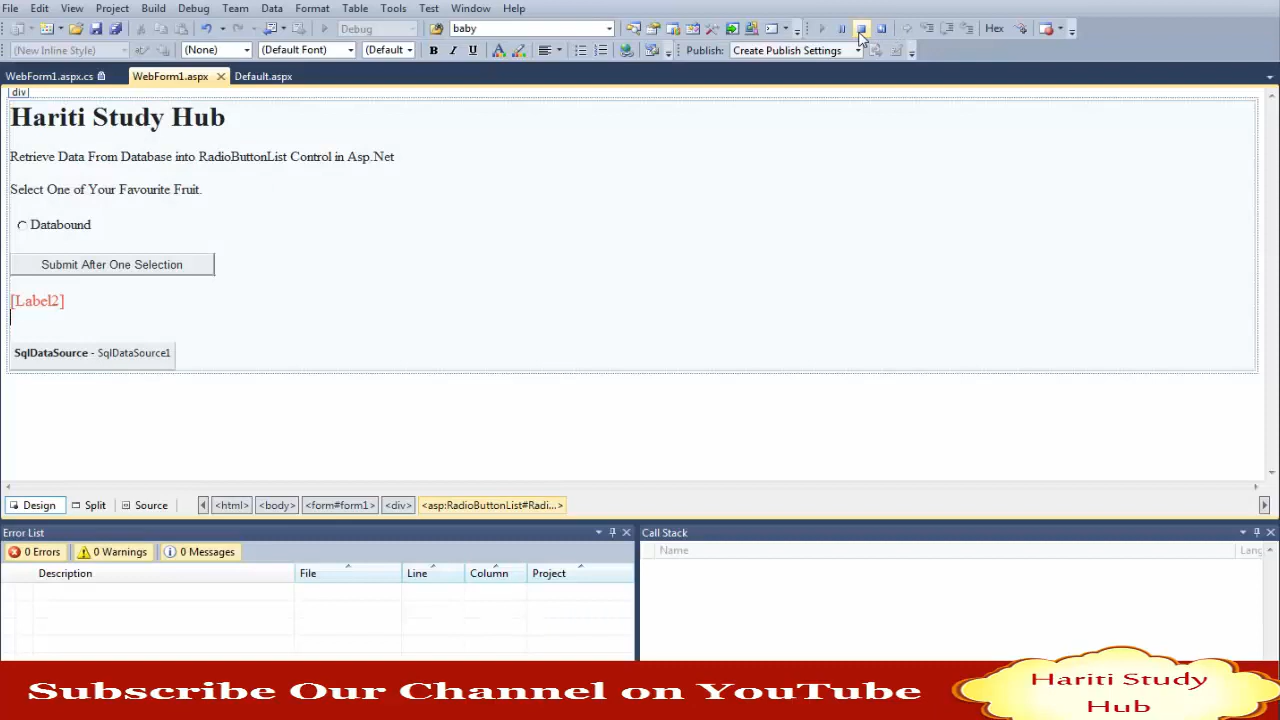 File Edit View Project Build Debug Team Data Format Table Tools Test Window Help
Debug baby Hex
(New Inline Style) (None) (Default Font) (Default B I U A Publish: Create Publish Settings
WebForm1.aspx.cs WebForm1.aspx Default.aspx
div
Hariti Study Hub
Retrieve Data From Database into RadioButtonList Control in Asp.Net
Select One of Your Favourite Fruit.
Databound
Submit After One Selection
[Label2]
SqlDataSource - SqlDataSource1
Design Split Source <html> <body> <form#form1> <div> <asp:RadioButtonList#Radi...>
Error List Call Stack
0 Errors 0 Warnings 0 Messages Name Lang
Description File Line Column Project
Subscribe Our Channel on YouTube
Hariti Study
Hub